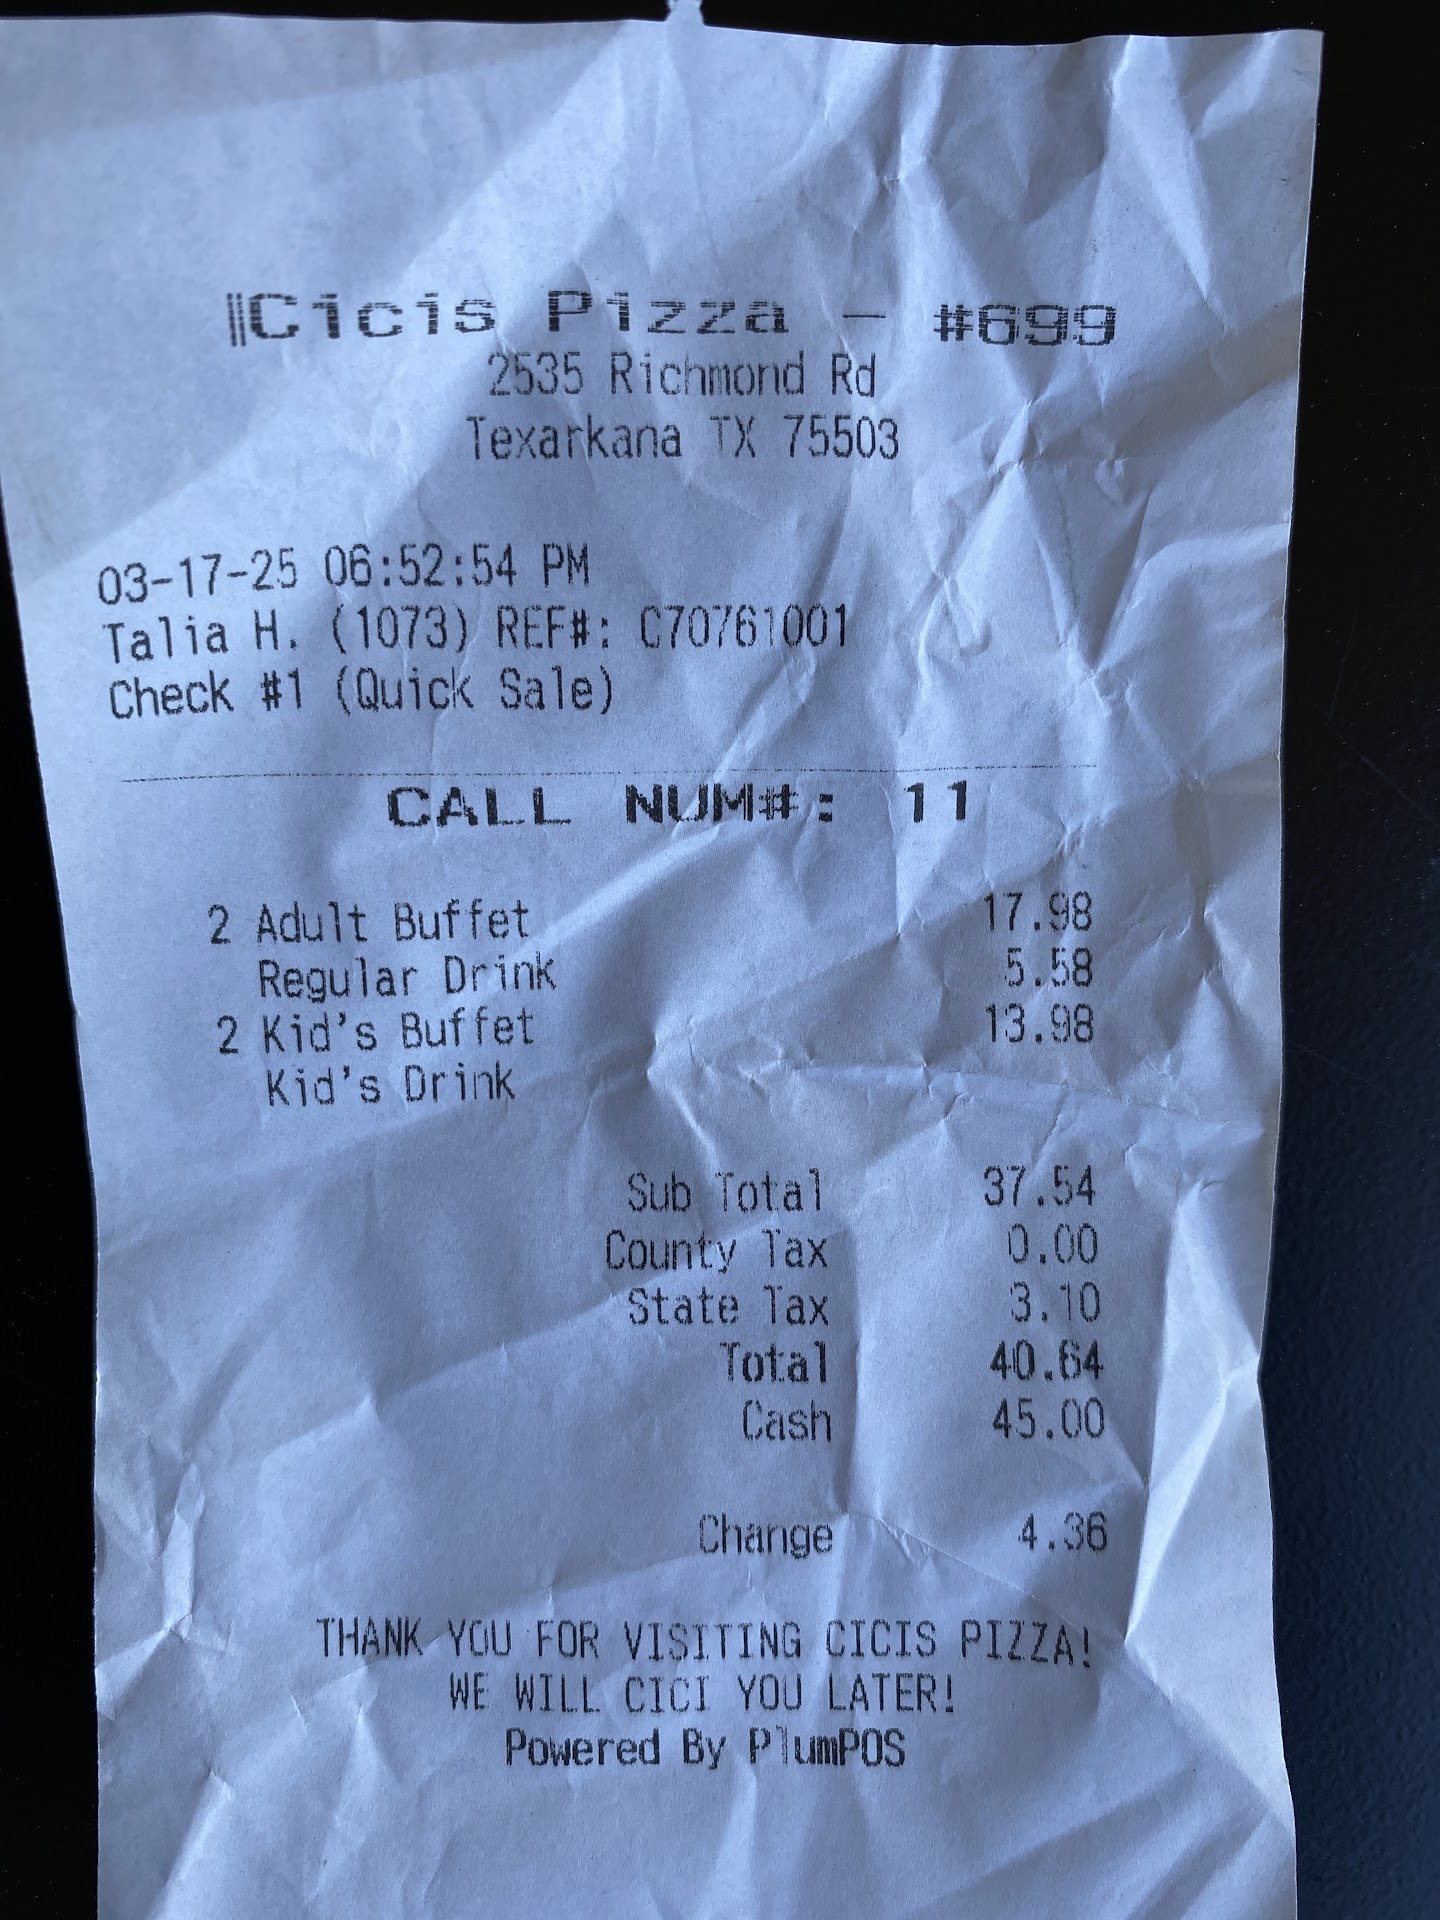 Cicis Pizza - #699
2535 Richmond Rd
Texarkana TX 75503
03-17-25 06:52:54 PM
Talia H. (1073) REF#: C70761001
Check #1 (Quick Sale)
CALL NUM#: 11
2 Adult Buffet 17.98
Regular Drink 5.58
2 Kid's Buffet 13.98
Kid's Drink
Sub Total 37.54
County Tax 0.00
State Tax 3.10
Total 40.64
Cash 45.00
Change 4.36
THANK YOU FOR VISITING CICIS PIZZA!
WE WILL CICI YOU LATER!
Powered By PlumPOS